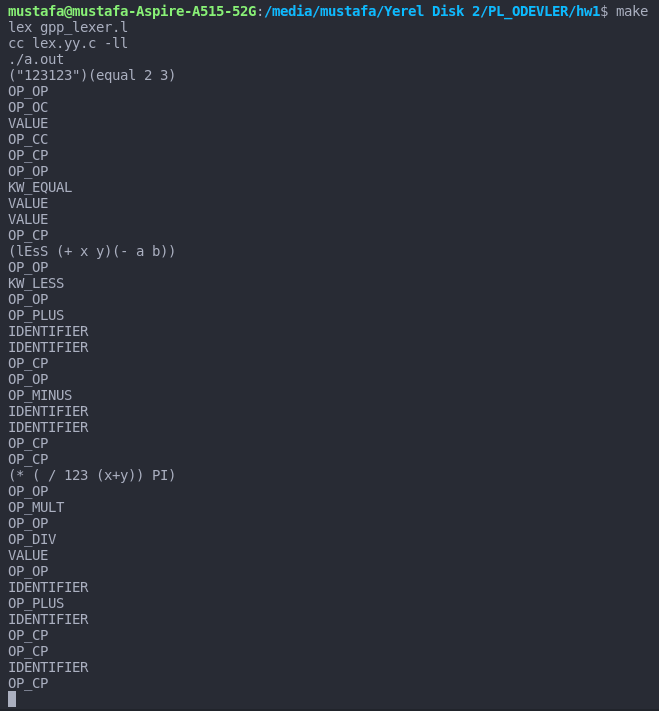 mustafa@mustafa-Aspire-A515-52G:/media/mustafa/Yerel Disk 2/PL_ODEVLER/hw1$ make
lex gpp_lexer.l
cc lex.yy.c -ll
./a.out
("123123")(equal 2 3)
OP_OP
OP_OC
VALUE
OP_CC
OP_CP
OP_OP
KW_EQUAL
VALUE
VALUE
OP_CP
(lEsS (+ x y)(- a b))
OP_OP
KW_LESS
OP_OP
OP_PLUS
IDENTIFIER
IDENTIFIER
OP_CP
OP_OP
OP_MINUS
IDENTIFIER
IDENTIFIER
OP_CP
OP_CP
(* ( / 123 (x+y)) PI)
OP_OP
OP_MULT
OP_OP
OP_DIV
VALUE
OP_OP
IDENTIFIER
OP_PLUS
IDENTIFIER
OP_CP
OP_CP
IDENTIFIER
OP_CP